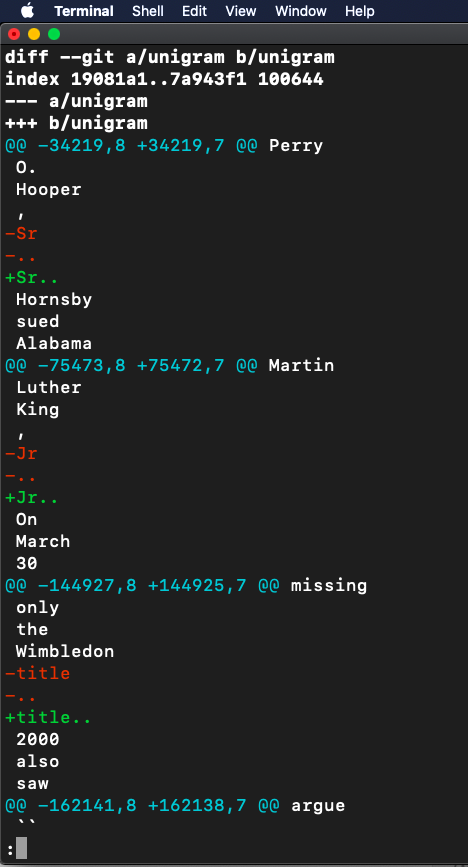 Terminal Shell Edit View Window Help
diff --git a/unigram b/unigram
index 19081a1..7a943f1 100644
--- a/unigram
+++ b/unigram
@@ -34219,8 +34219,7 @@ Perry
 O.
 Hooper
 ,
-Sr
-..
+Sr..
 Hornsby
 sued
 Alabama
@@ -75473,8 +75472,7 @@ Martin
 Luther
 King
 ,
-Jr
-..
+Jr..
 On
 March
 30
@@ -144927,8 +144925,7 @@ missing
 only
 the
 Wimbledon
-title
-..
+title..
 2000
 also
 saw
@@ -162141,8 +162138,7 @@ argue
 ``
: